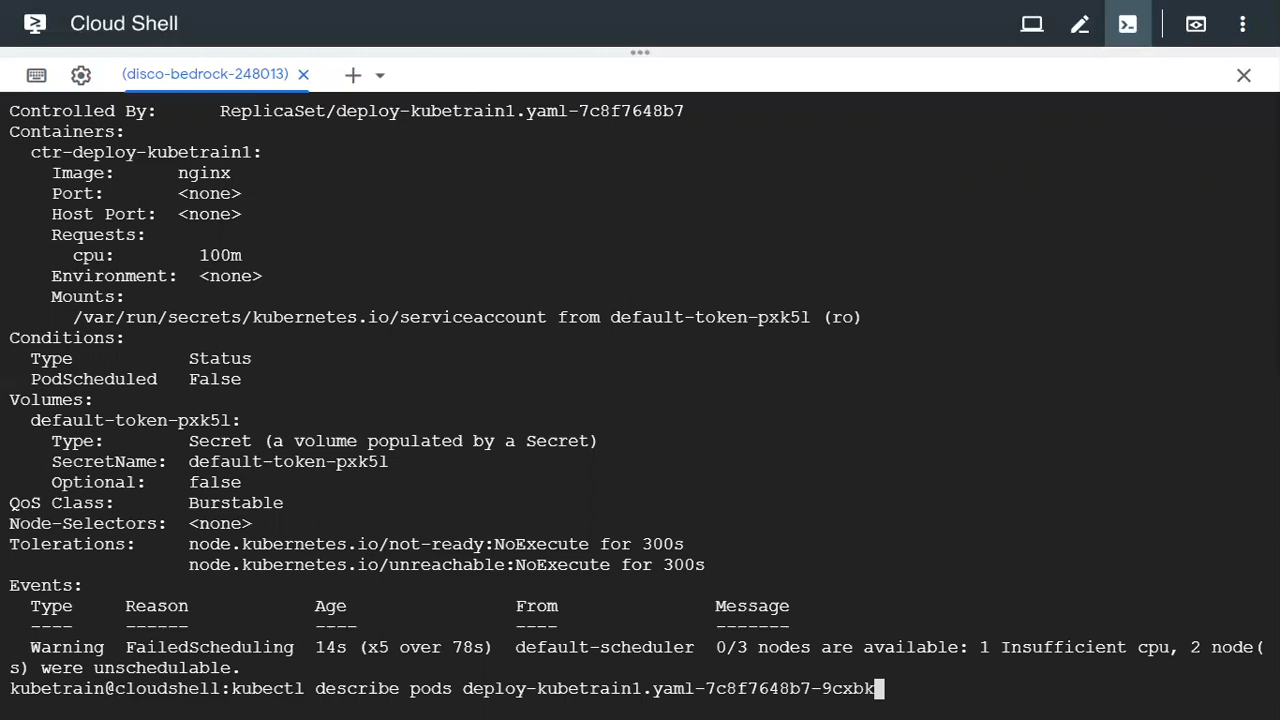 Cloud Shell
(disco-bedrock-248013)
Controlled By: ReplicaSet/deploy-kubetrain1.yaml-7c8f7648b7
Containers:
ctr-deploy-kubetrain1:
Image: nginx
Port: <none>
Host Port: <none>
Requests:
cpu: 100m
Environment: <none>
Mounts:
/var/run/secrets/kubernetes.io/serviceaccount from default-token-pxk5l (ro)
Conditions:
Type Status
PodScheduled False
Volumes:
default-token-pxk5l:
Type: Secret (a volume populated by a Secret)
SecretName: default-token-pxk5l
Optional: false
QoS Class: Burstable
Node-Selectors: <none>
Tolerations: node.kubernetes.io/not-ready:NoExecute for 300s
node.kubernetes.io/unreachable:NoExecute for 300s
Events:
Type Reason Age From Message
---- ------ ---- ---- -------
Warning FailedScheduling 14s (x5 over 78s) default-scheduler 0/3 nodes are available: 1 Insufficient cpu, 2 node(
s) were unschedulable.
kubetrain@cloudshell:kubectl describe pods deploy-kubetrain1.yaml-7c8f7648b7-9cxbk